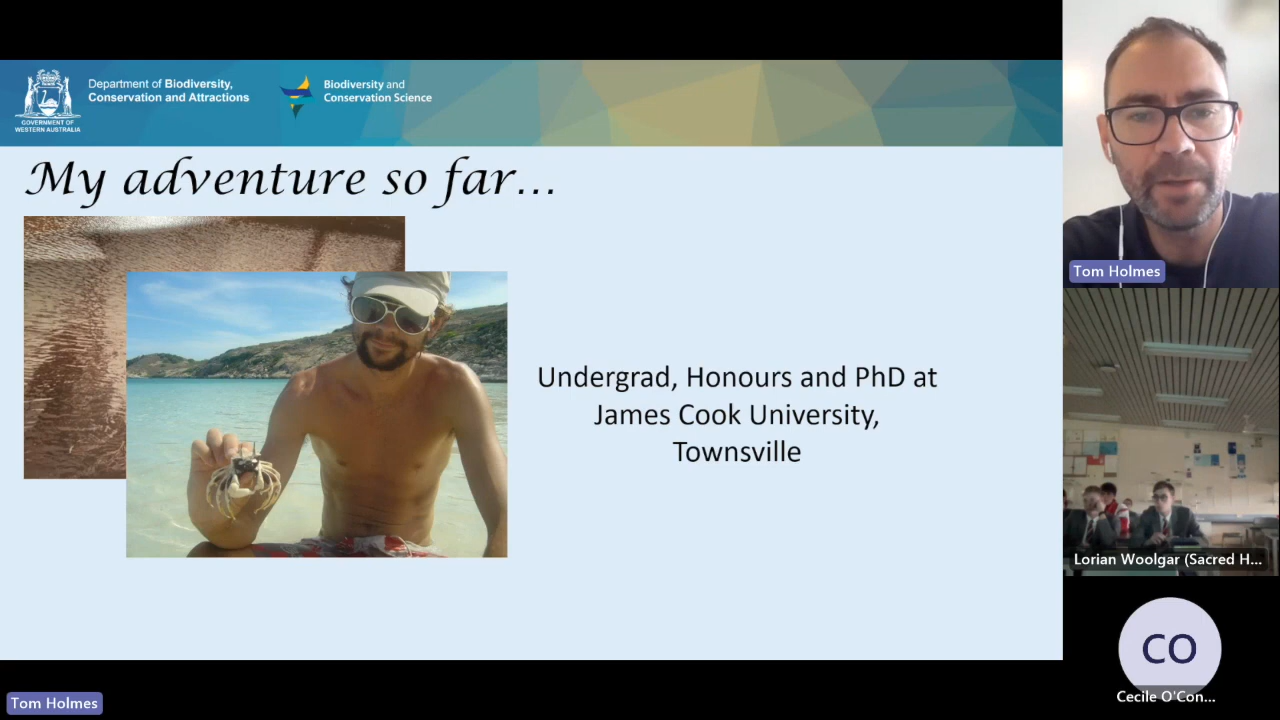 Department of Biodiversity,
Conservation and Attractions
GOVERNMENT OF
WESTERN AUSTRALIA
Biodiversity and
Conservation Science
My adventure so far...
Undergrad, Honours and PhD at
James Cook University,
Townsville
Tom Holmes
Lorian Woolgar (Sacred H...
CO
Cecile O'Con...
Tom Holmes